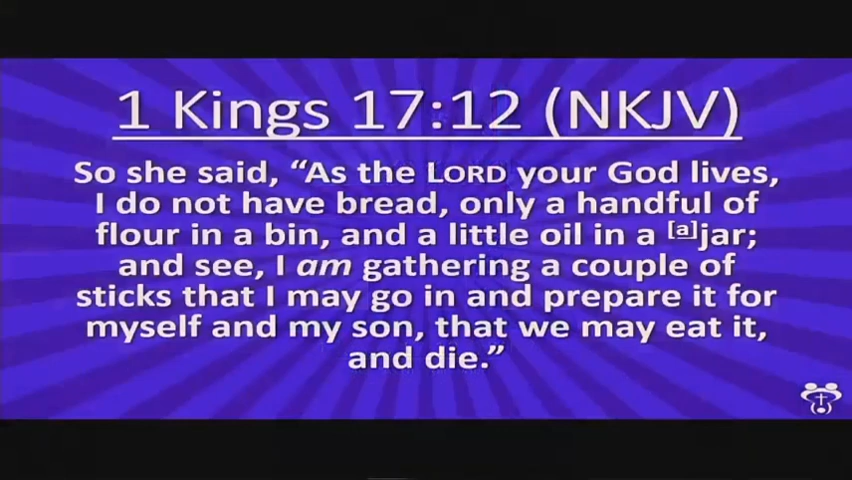 1 Kings 17:12 (NKJV)
So she said, “As the LORD your God lives,
I do not have bread, only a handful of
flour in a bin, and a little oil in a [a]jar;
and see, I am gathering a couple of
sticks that I may go in and prepare it for
myself and my son, that we may eat it,
and die.”